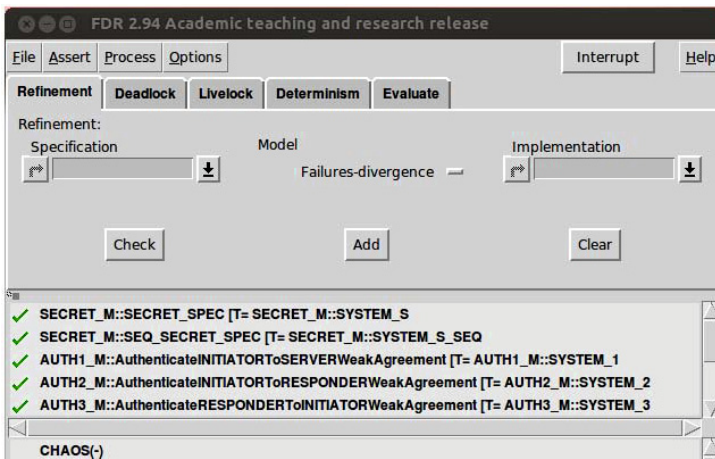 FDR 2.94 Academic teaching and research release
File Assert Process Options Interrupt Help
Refinement Deadlock Livelock Determinism Evaluate
Refinement:
Specification Model Implementation
Failures-divergence
Check Add Clear
SECRET_M::SECRET_SPEC [T= SECRET_M::SYSTEM_S
SECRET_M::SEQ_SECRET_SPEC [T= SECRET_M::SYSTEM_S_SEQ
AUTH1_M::AuthenticateINITIATORToSERVERWeakAgreement [T= AUTH1_M::SYSTEM_1
AUTH2_M::AuthenticateINITIATORToRESPONDERWeakAgreement [T= AUTH2_M::SYSTEM_2
AUTH3_M::AuthenticateRESPONDERToINITIATORWeakAgreement [T= AUTH3_M::SYSTEM_3
CHAOS(-)